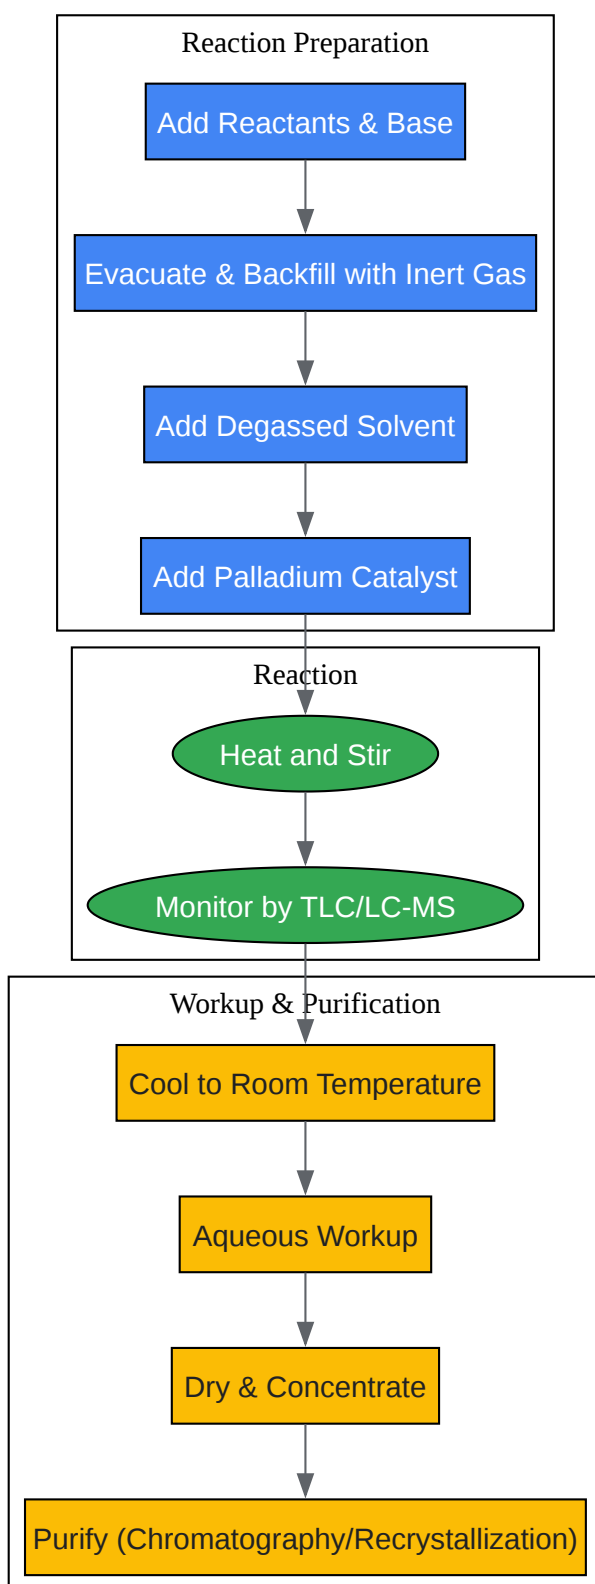 Reaction Preparation
Add Reactants & Base
Evacuate & Backfill with Inert Gas
Add Degassed Solvent
Add Palladium Catalyst
Reaction
Heat and Stir
Monitor by TLC/LC-MS
Workup & Purification
Cool to Room Temperature
Aqueous Workup
Dry & Concentrate
Purify (Chromatography/Recrystallization)